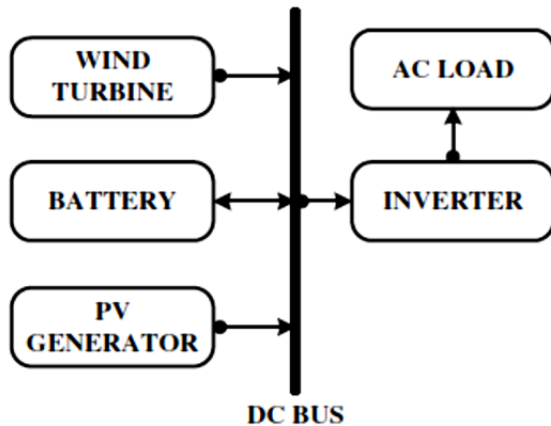 WIND
TURBINE
AC LOAD
BATTERY
INVERTER
PV
GENERATOR
DC BUS